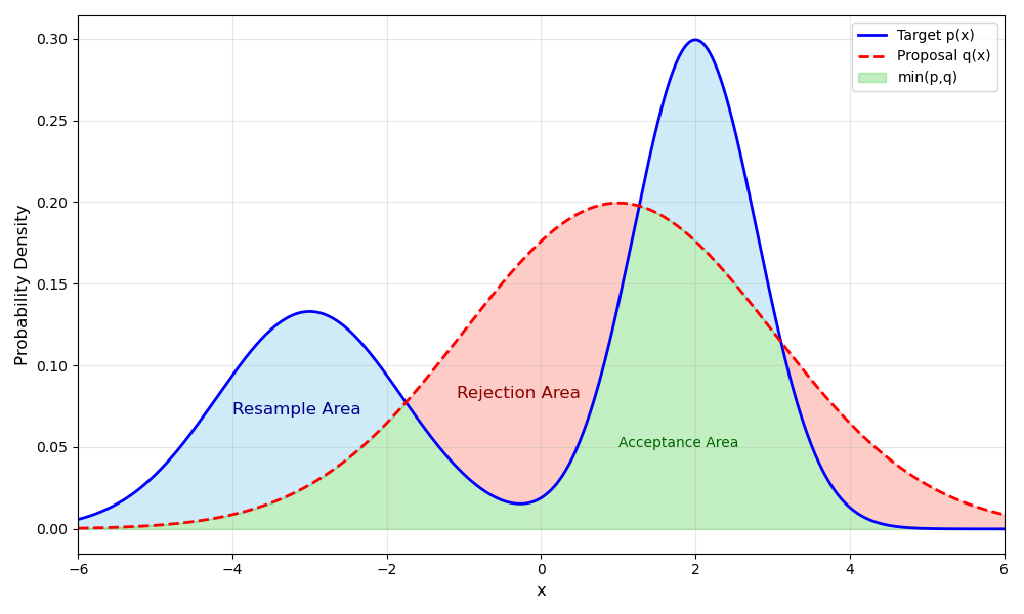 Target p(x)
Proposal q(x)
min(p,q)
Probability Density
0.30
0.25
0.20
0.15
0.10
0.05
0.00
Resample Area
Rejection Area
Acceptance Area
−6
−4
−2
0
2
4
6
x